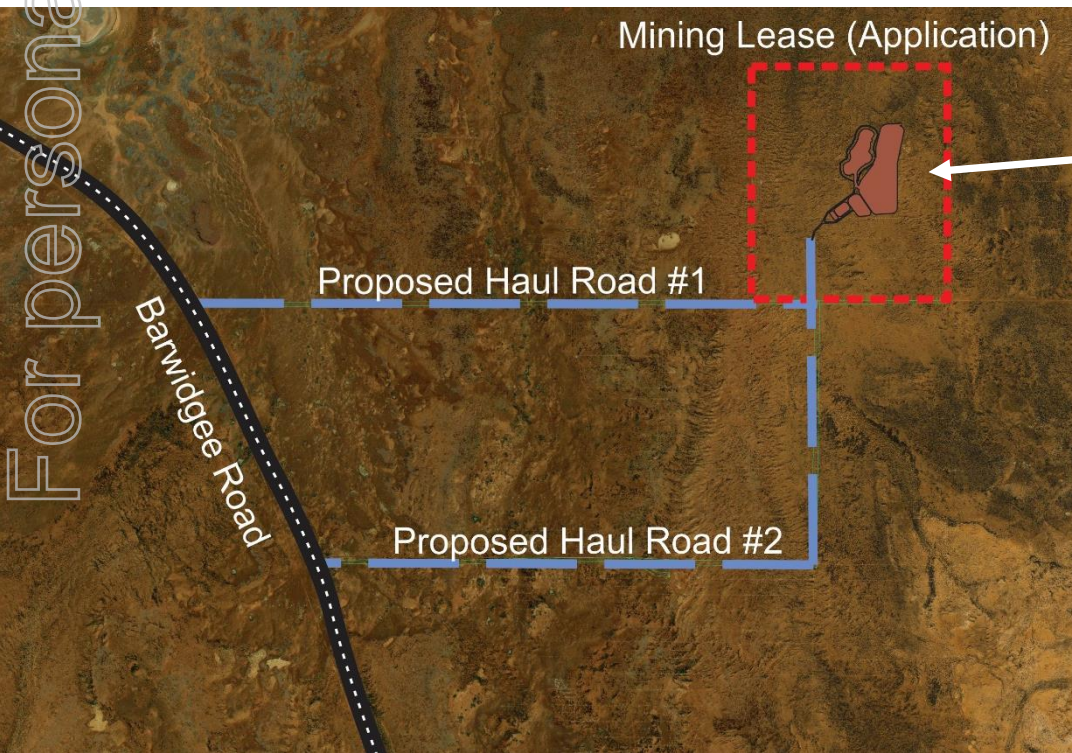 For persona
Mining Lease (Application)
Proposed Haul Road #1
Barwidgee Road
Proposed Haul Road #2